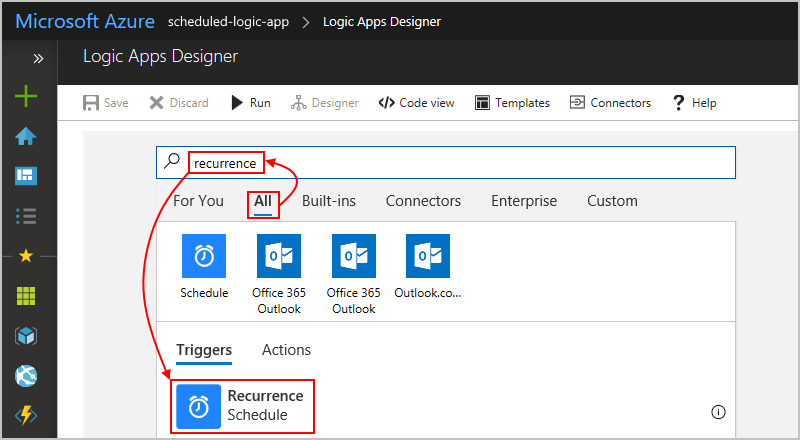 Microsoft Azure scheduled-logic-app > Logic Apps Designer
Logic Apps Designer
Save Discard Run Designer Code view Templates Connectors Help
recurrence
For You All Built-ins Connectors Enterprise Custom
Schedule Office 365 Office 365 Outlook.co...
Outlook Outlook
Triggers Actions
Recurrence
Schedule